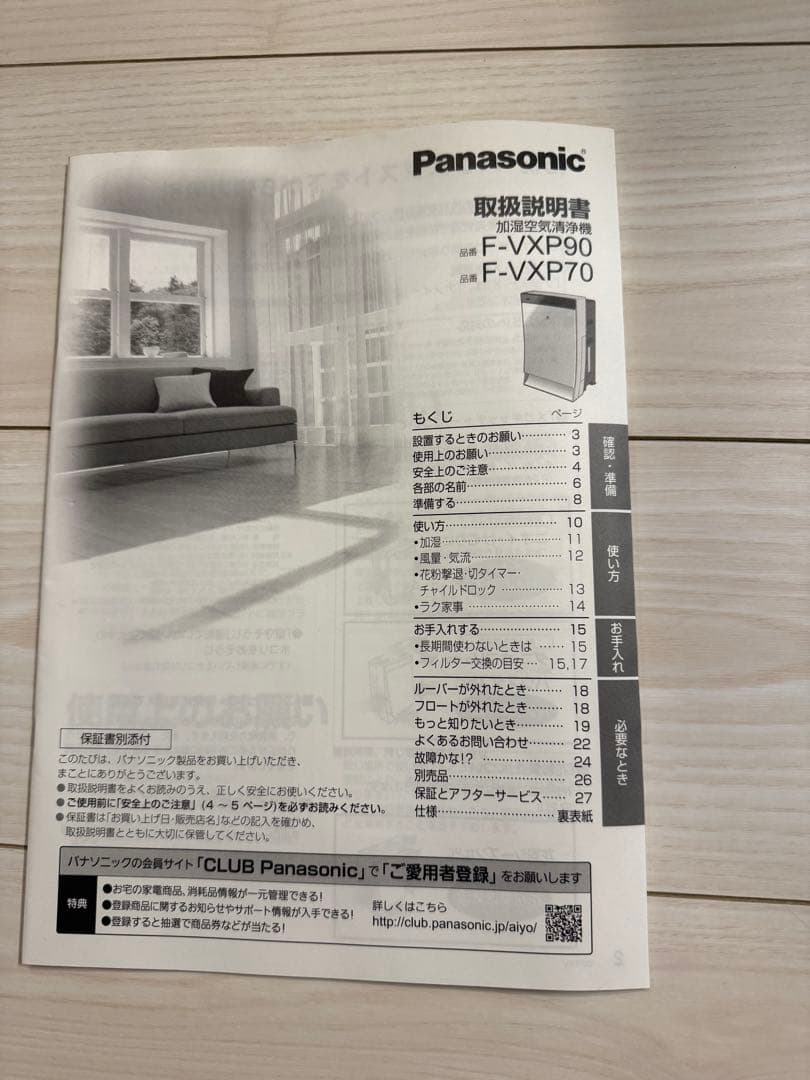 Panasonic®
取扱説明書
加湿空気清浄機
品番 F-VXP90
品番 F-VXP70
もくじ ページ
設置するときのお願い………… 3
使用上のお願い………… 3
安全上のご注意………… 4
各部の名前………… 6
準備する………… 8
確認・準備
使い方………… 10
•加湿………… 11
•風量・気流………… 12
•花粉撃退・切タイマー・
チャイルドロック ………… 13
•ラク家事 ………… 14
使い方
お手入れする………… 15
•長期間使わないときは …… 15
•フィルター交換の目安… 15,17
お手入れ
ルーバーが外れたとき……… 18
フロートが外れたとき……… 18
もっと知りたいとき………… 19
よくあるお問い合わせ……… 22
故障かな!? ………… 24
別売品………… 26
保証とアフターサービス…… 27
仕様………… 裏表紙
必要なとき
保証書別添付
このたびは、パナソニック製品をお買い上げいただき、
まことにありがとうございます。
●取扱説明書をよくお読みのうえ、正しく安全にお使いください。
●ご使用前に「安全上のご注意」(4 ～ 5 ページ)を必ずお読みください。
●保証書は「お買い上げ日・販売店名」などの記入を確かめ、
取扱説明書とともに大切に保管してください。
パナソニックの会員サイト「CLUB Panasonic」で「ご愛用者登録」をお願いします
特典
●お宅の家電商品、消耗品情報が一元管理できる!
●登録商品に関するお知らせやサポート情報が入手できる!
●登録すると抽選で商品券などが当たる!
詳しくはこちら
http://club.panasonic.jp/aiyo/